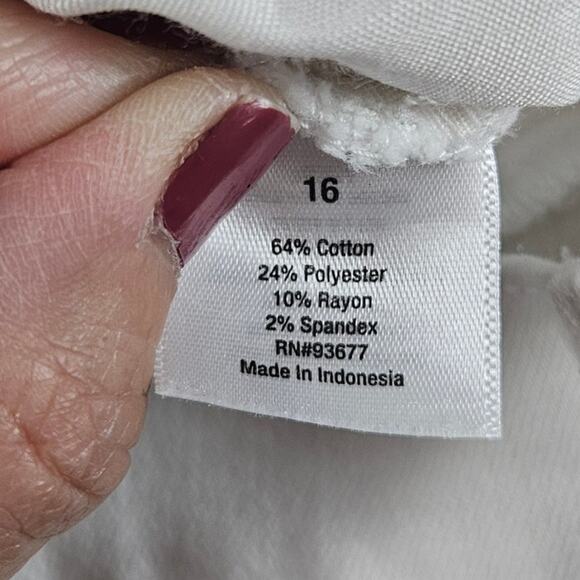 16
64% Cotton
24% Polyester
10% Rayon
2% Spandex
RN#93677
Made In Indonesia